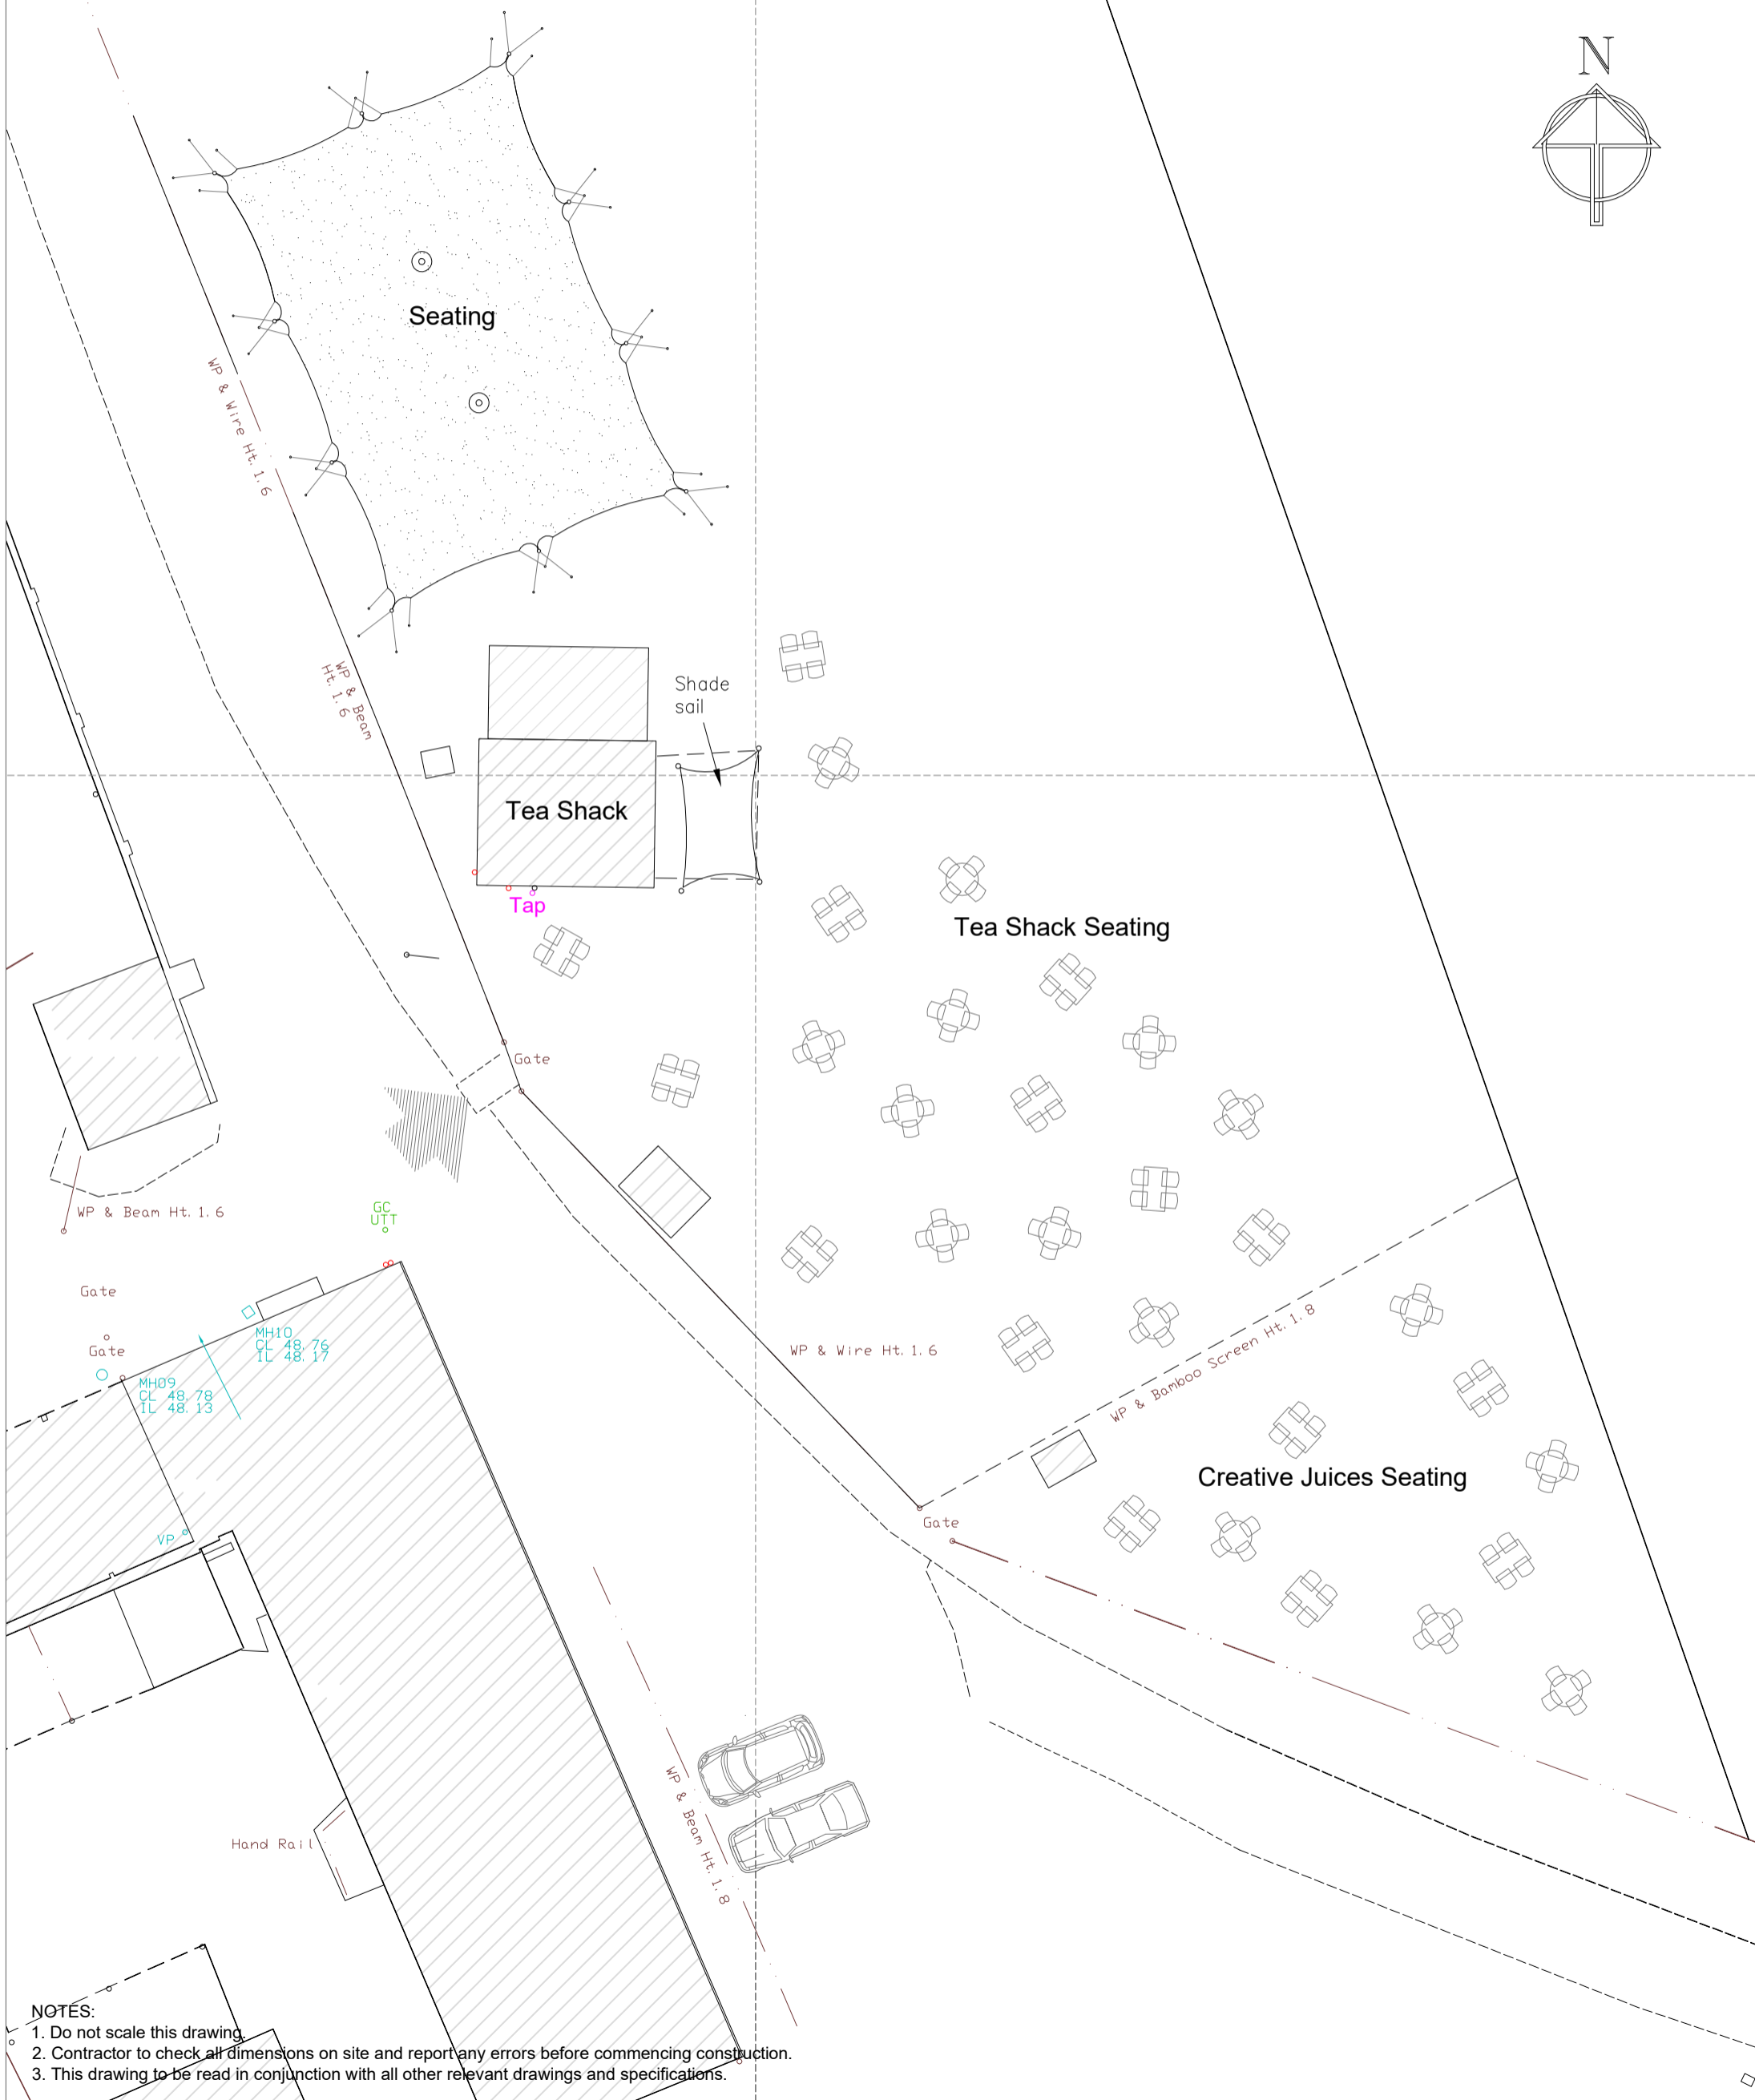 N
Seating
WP & Wire Ht. 1. 6
WP & Beam
Ht. 1. 6
Shade
sail
Tea Shack
Tap
Tea Shack Seating
Gate
WP & Beam Ht. 1. 6
GC
UTT
Gate
Gate
MH10
CL 48. 76
IL 48. 17
MH09
CL 48. 78
IL 48. 13
WP & Wire Ht. 1. 6
WP & Bamboo Screen Ht. 1. 8
Creative Juices Seating
Gate
VP
WP & Beam Ht. 1. 8
Hand Rail
NOTES:
1. Do not scale this drawing.
2. Contractor to check all dimensions on site and report any errors before commencing construction.
3. This drawing to be read in conjunction with all other relevant drawings and specifications.